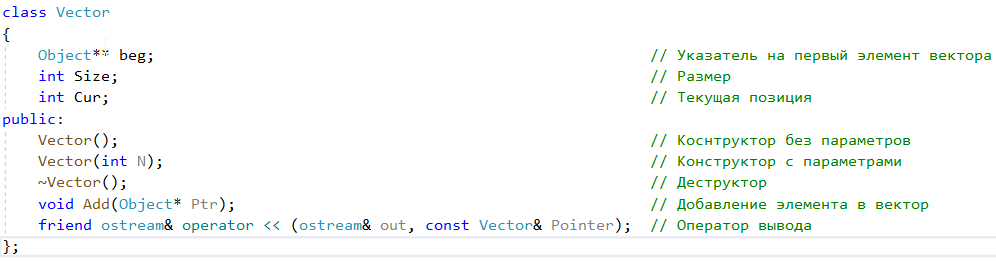 class Vector
{
Object** beg; // Указатель на первый элемент вектора
int Size; // Размер
int Cur; // Текущая позиция
public:
Vector(); // Коснтруктор без параметров
Vector(int N); // Конструктор с параметрами
~Vector(); // Деструктор
void Add(Object* Ptr); // Добавление элемента в вектор
friend ostream& operator << (ostream& out, const Vector& Pointer); // Оператор вывода
};